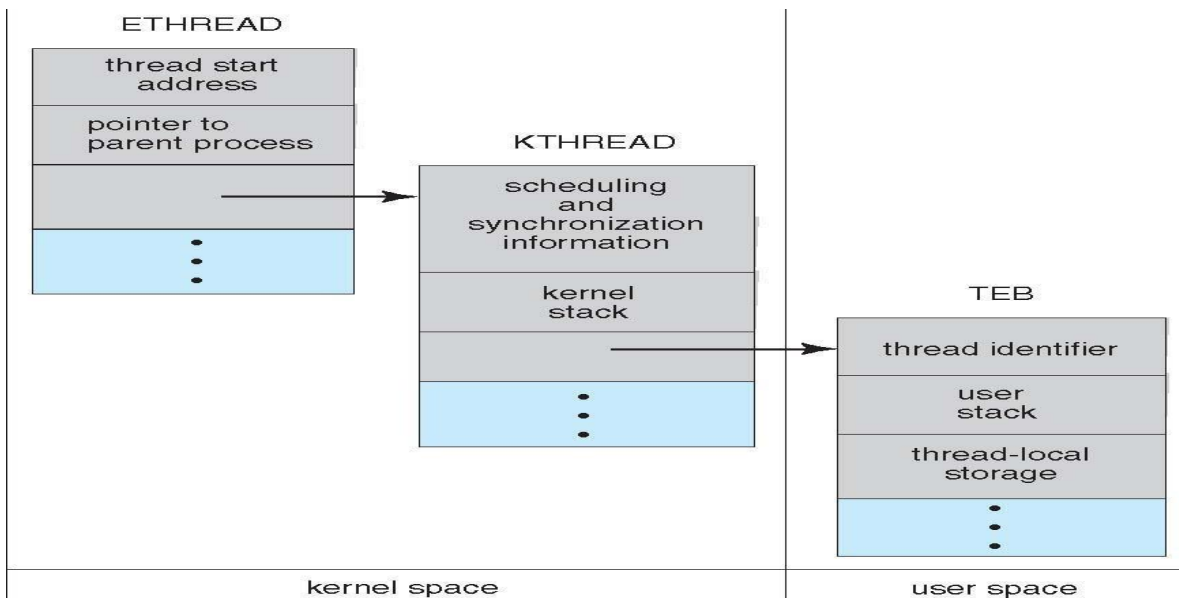 ETHREAD
thread start
address
pointer to
parent process
KTHREAD
scheduling
and
synchronization
information
kernel
stack
TEB
thread identifier
user
stack
thread-local
storage
kernel space
user space